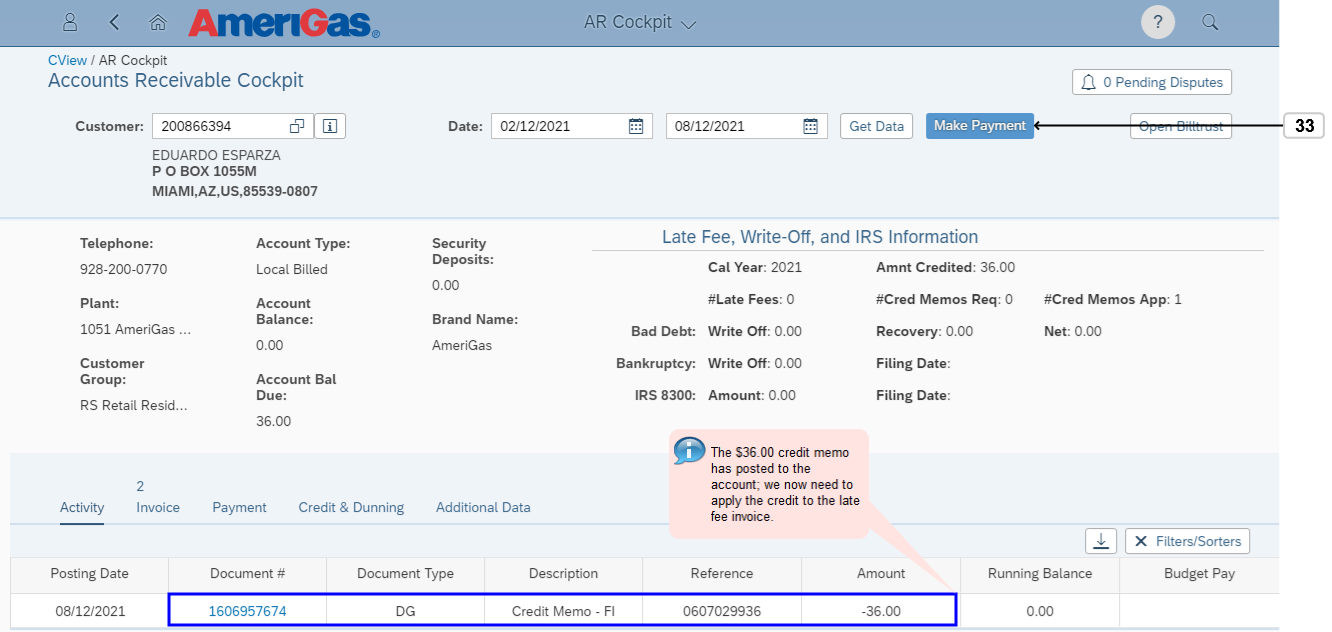 AmeriGas
AR Cockpit
?
CView / AR Cockpit
Accounts Receivable Cockpit
0 Pending Disputes
Customer: 200866394
Date: 02/12/2021 08/12/2021 Get Data Make Payment Open Billtrust 33
EDUARDO ESPARZA
P O BOX 1055M
MIAMI,AZ,US,85539-0807
Telephone:
928-200-0770
Plant:
1051 AmeriGas ...
Customer
Group:
RS Retail Resid...
Account Type:
Local Billed
Account
Balance:
0.00
Account Bal
Due:
36.00
Security
Deposits:
0.00
Brand Name:
AmeriGas
Late Fee, Write-Off, and IRS Information
Cal Year: 2021 Amnt Credited: 36.00
#Late Fees: 0 #Cred Memos Req: 0 #Cred Memos App: 1
Bad Debt: Write Off: 0.00 Recovery: 0.00 Net: 0.00
Bankruptcy: Write Off: 0.00 Filing Date:
IRS 8300: Amount: 0.00 Filing Date:
The $36.00 credit memo
has posted to the
account; we now need to
apply the credit to the late
fee invoice.
2
Activity Invoice Payment Credit & Dunning Additional Data
Filters/Sorters
Posting Date Document # Document Type Description Reference Amount Running Balance Budget Pay
08/12/2021 1606957674 DG Credit Memo - FI 0607029936 -36.00 0.00